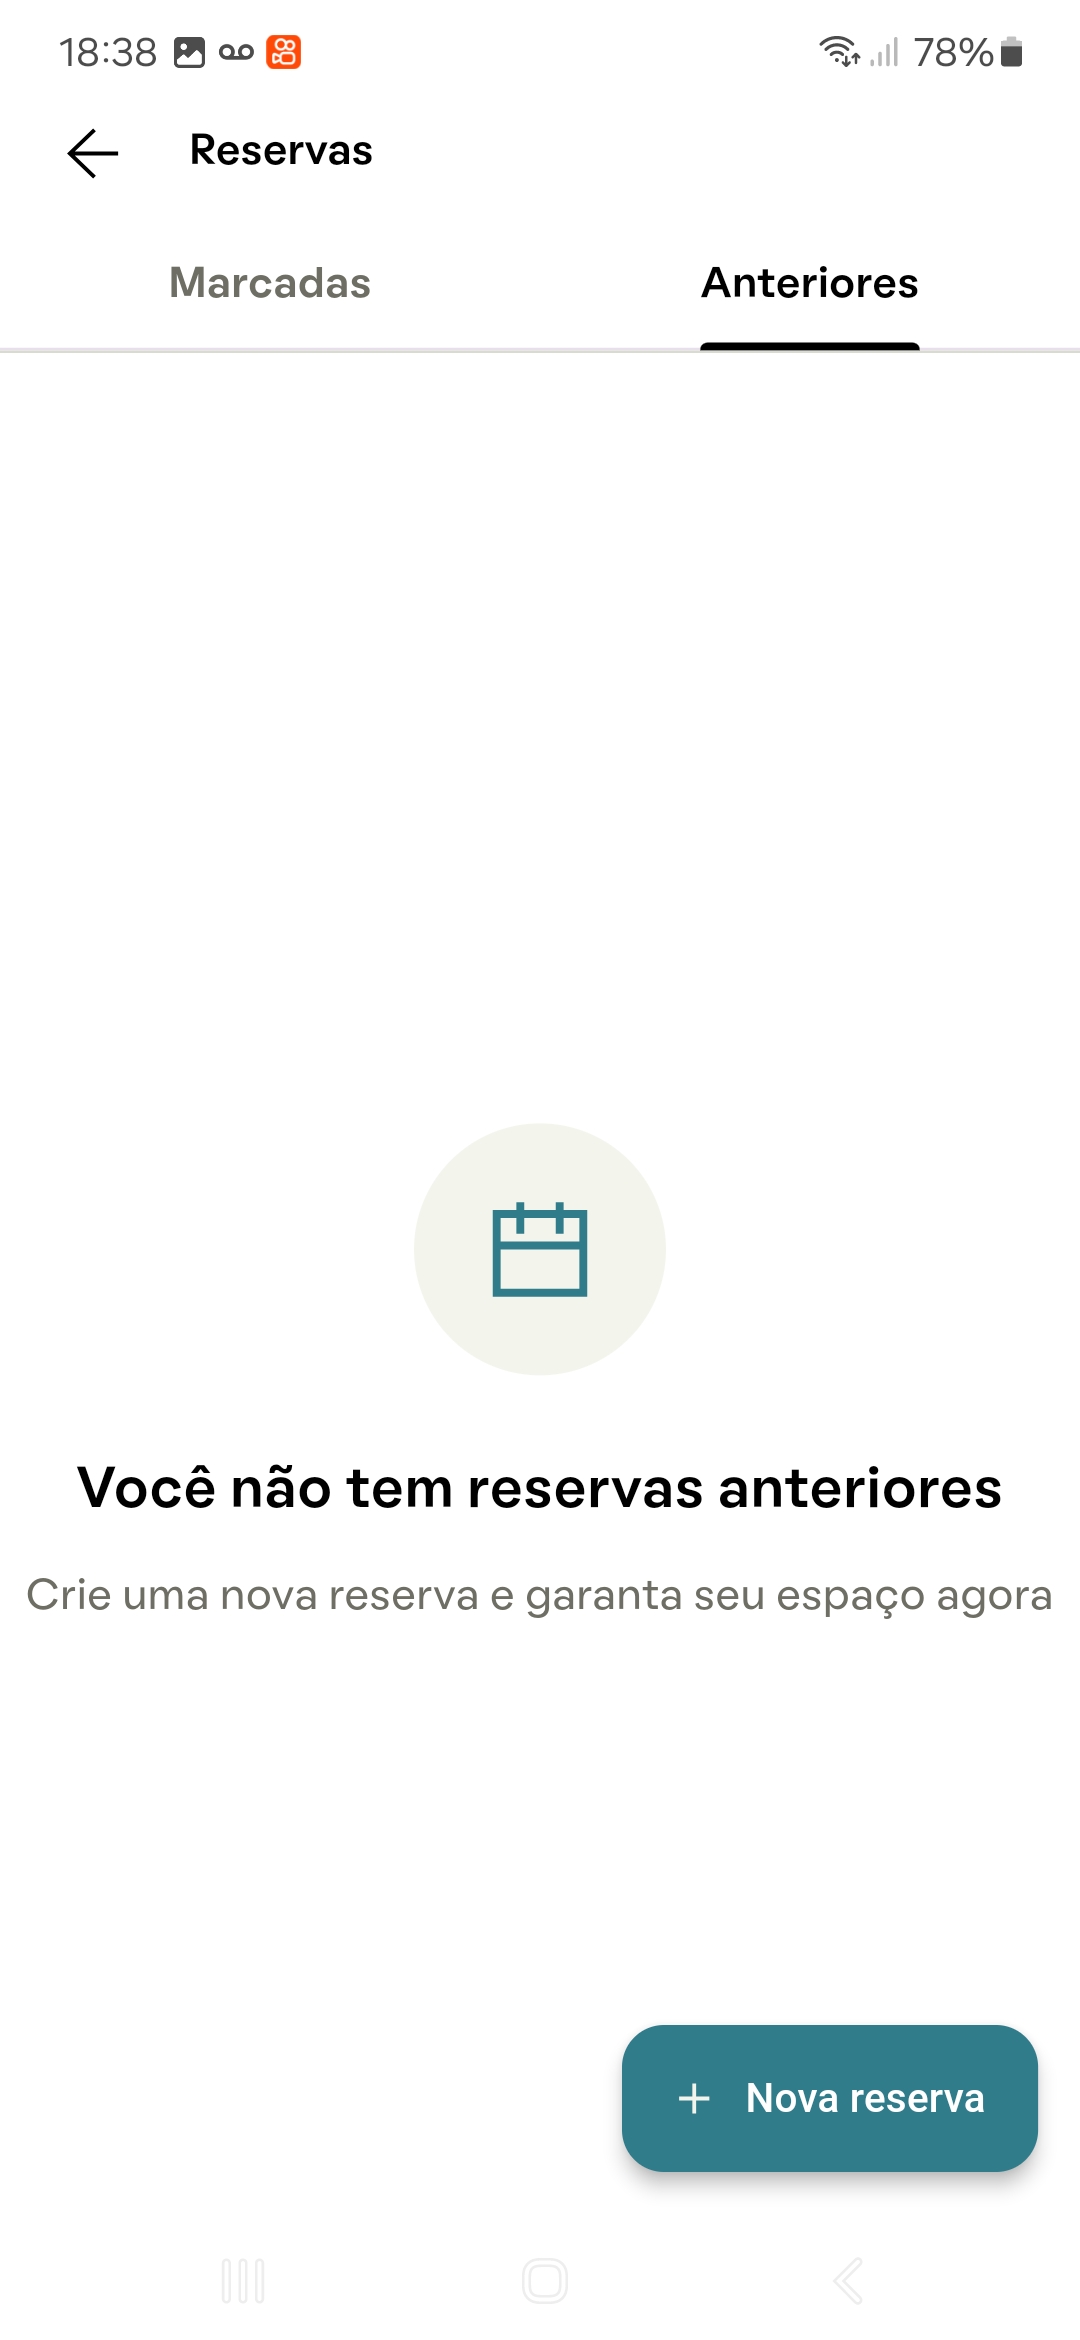 18:38
78%
Reservas
Marcadas
Anteriores
Você não tem reservas anteriores
Crie uma nova reserva e garanta seu espaço agora
+ Nova reserva